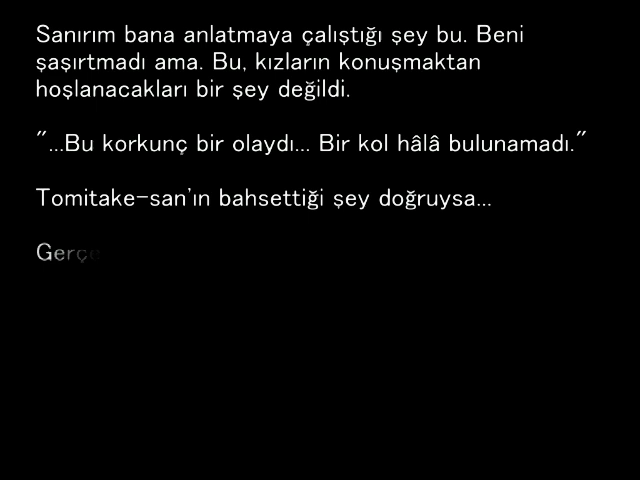 Sanırım bana anlatmaya çalıştığı şey bu. Beni
şaşırtmadı ama. Bu, kızların konuşmaktan
hoşlanacakları bir şey değildi.
"...Bu korkunç bir olaydı... Bir kol hâlâ bulunamadı."
Tomitake-san'ın bahsettiği şey doğruysa...
Gerçe